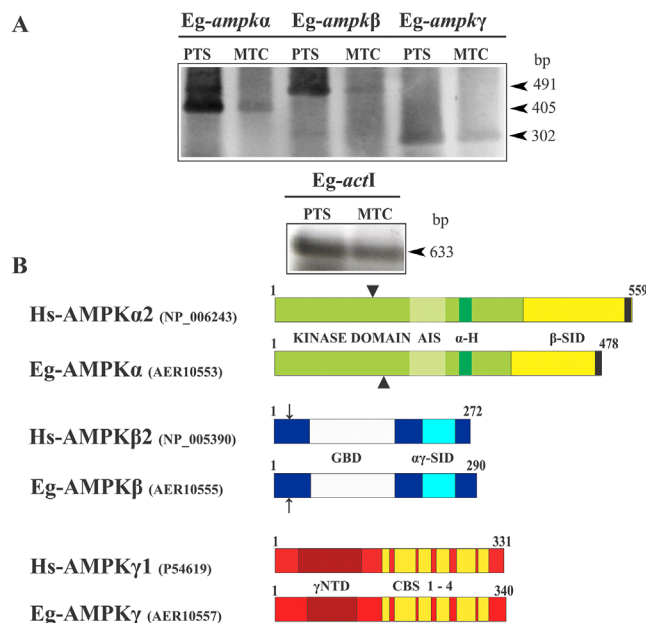 A
Eg-ampkα Eg-ampkβ Eg-ampkγ
PTS MTC PTS MTC PTS MTC bp
491
405
302
Eg-actI
PTS MTC bp
633
B
1 559
Hs-AMPKα2 (NP_006243)
1 KINASE DOMAIN AIS α-H β-SID 478
Eg-AMPKα (AER10553)
1 272
Hs-AMPKβ2 (NP_005390)
1 GBD αγ-SID 290
Eg-AMPKβ (AER10555)
1 331
Hs-AMPKγ1 (P54619)
1 γNTD CBS 1 - 4 340
Eg-AMPKγ (AER10557)